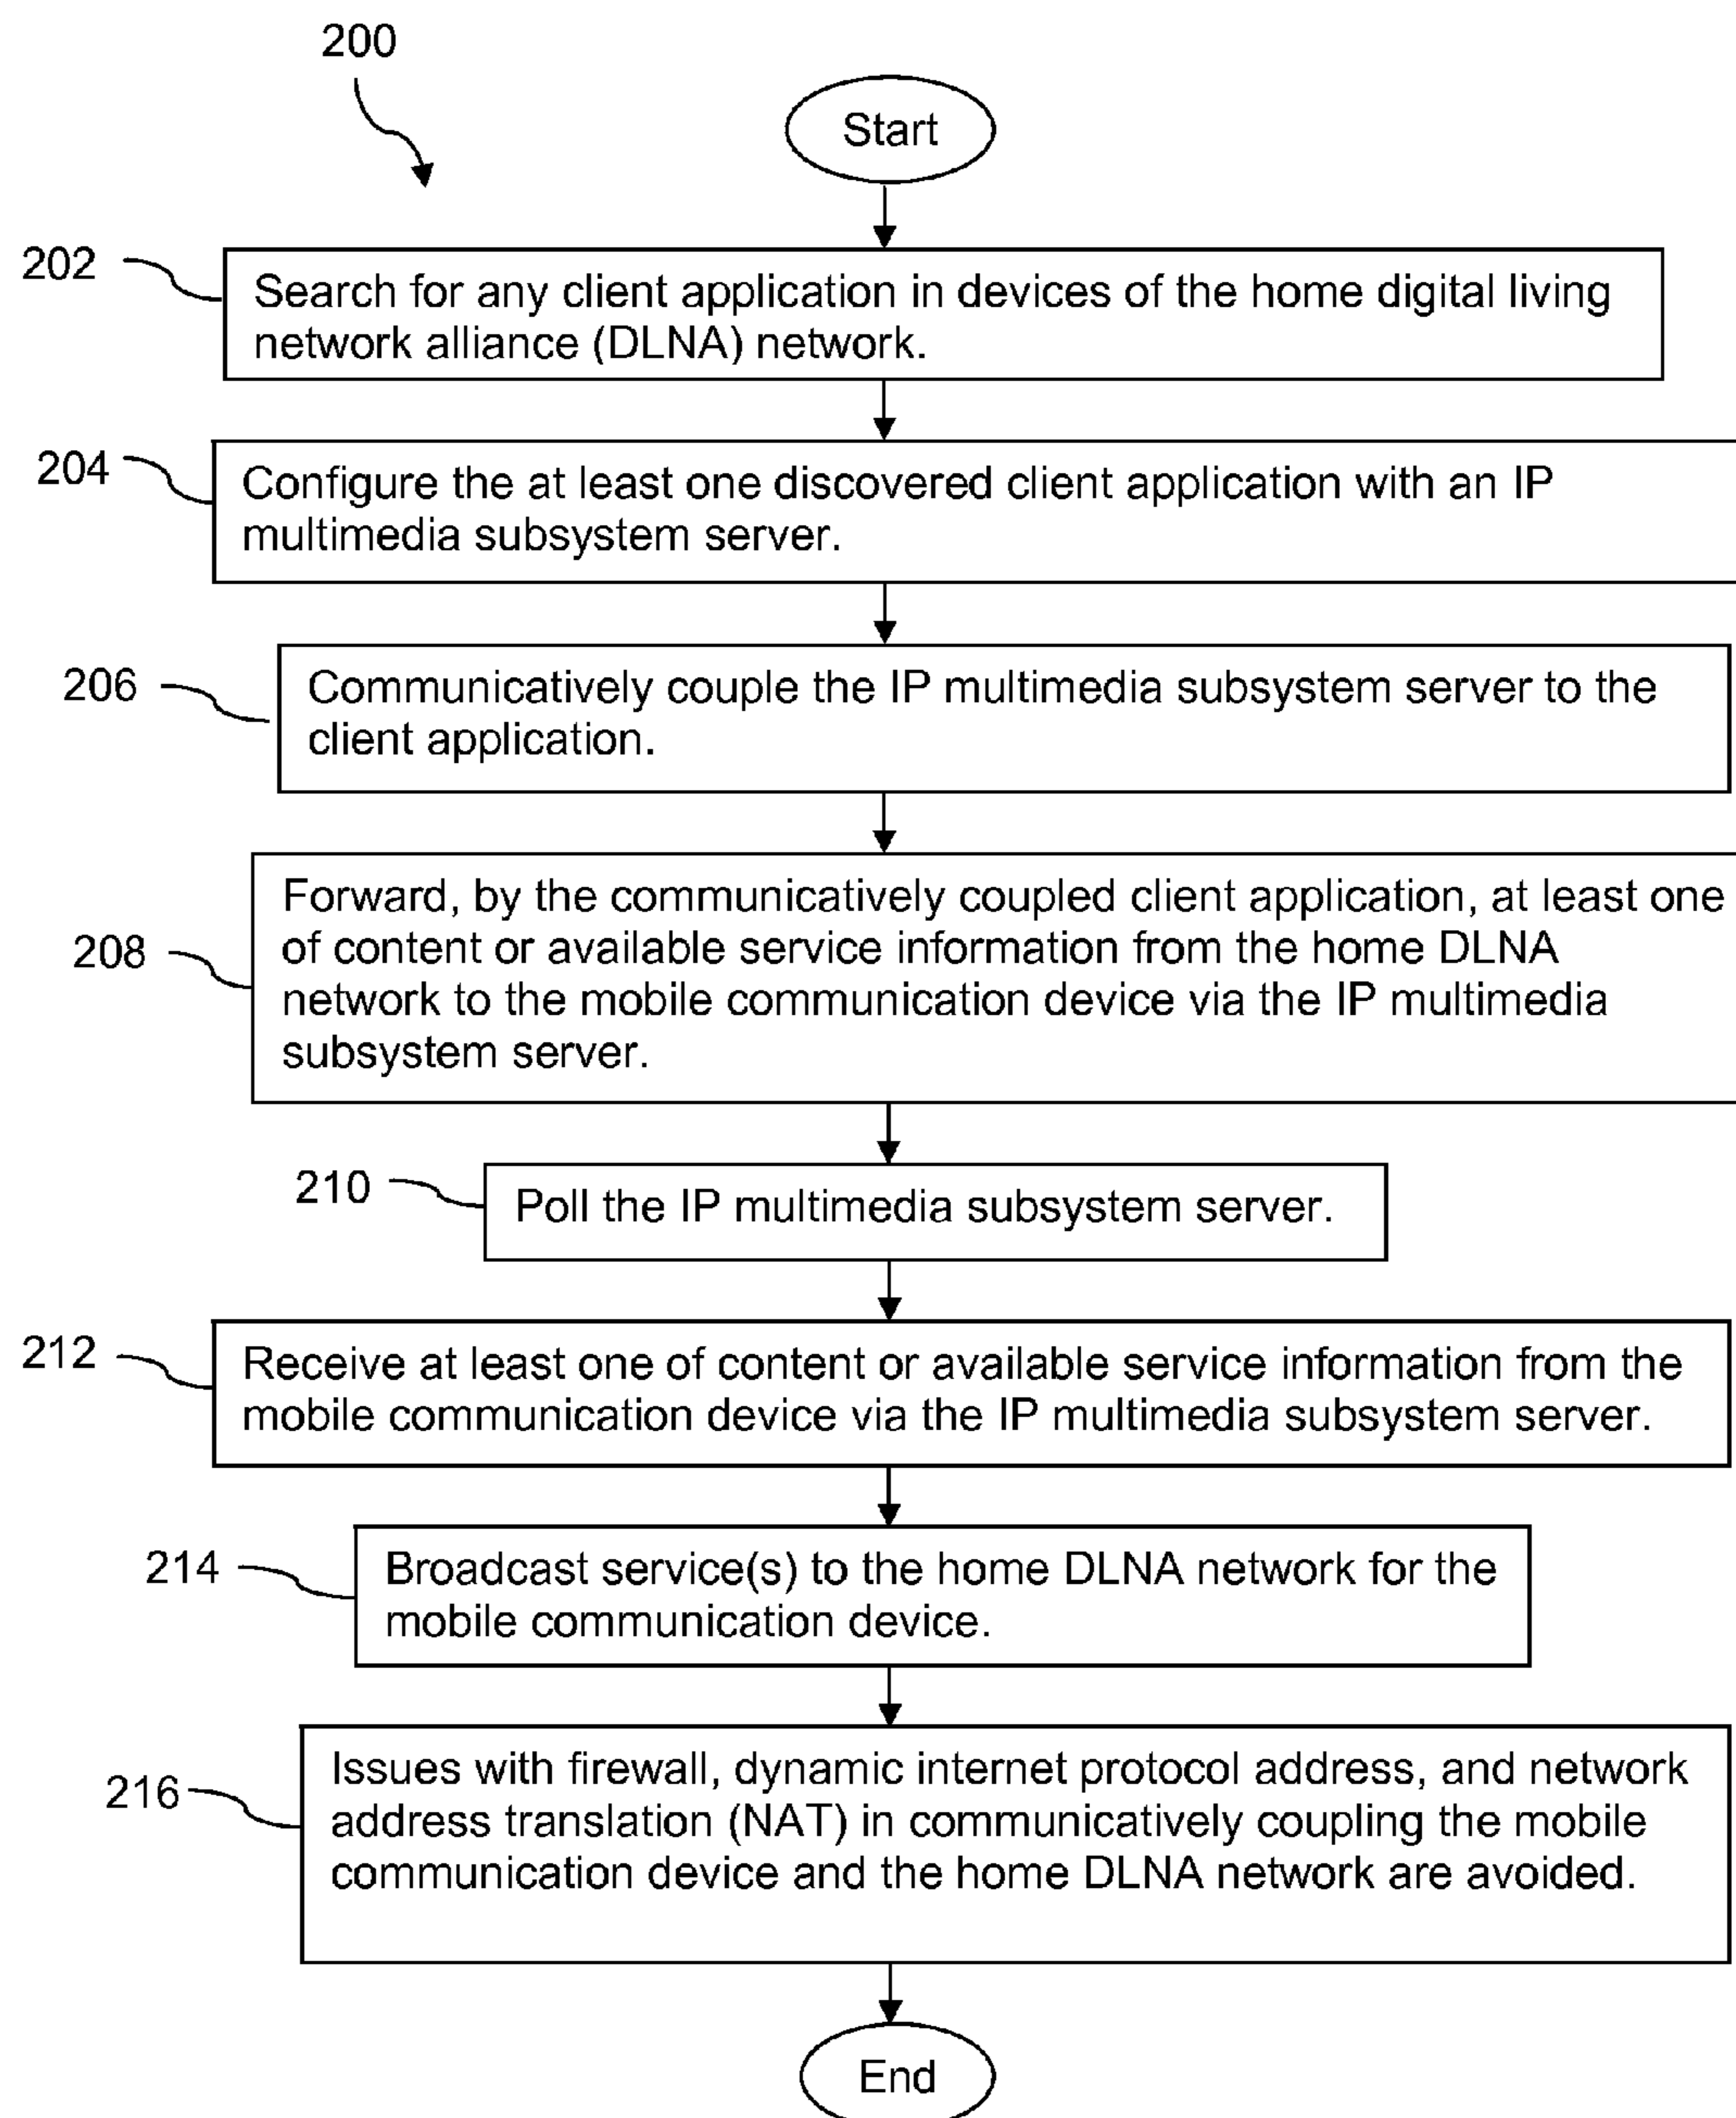 200
Start
202
Search for any client application in devices of the home digital living
network alliance (DLNA) network.
204
Configure the at least one discovered client application with an IP
multimedia subsystem server.
206
Communicatively couple the IP multimedia subsystem server to the
client application.
208
Forward, by the communicatively coupled client application, at least one
of content or available service information from the home DLNA
network to the mobile communication device via the IP multimedia
subsystem server.
210
Poll the IP multimedia subsystem server.
212
Receive at least one of content or available service information from the
mobile communication device via the IP multimedia subsystem server.
214
Broadcast service(s) to the home DLNA network for the
mobile communication device.
216
Issues with firewall, dynamic internet protocol address, and network
address translation (NAT) in communicatively coupling the mobile
communication device and the home DLNA network are avoided.
End